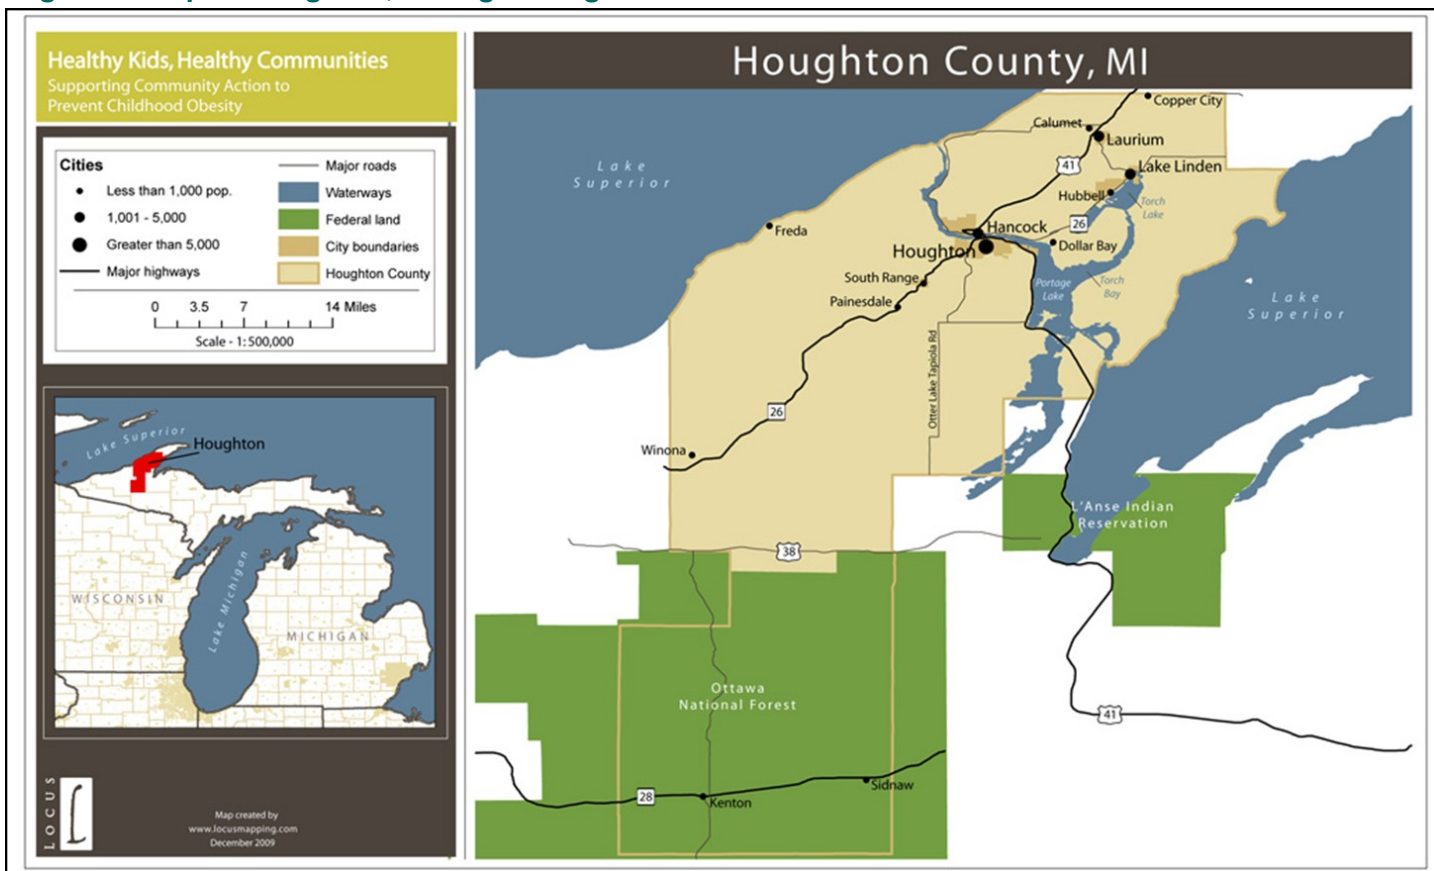 Healthy Kids, Healthy Communities
Supporting Community Action to
Prevent Childhood Obesity
Cities
Less than 1,000 pop.
1,001 - 5,000
Greater than 5,000
Major highways
Major roads
Waterways
Federal land
City boundaries
Houghton County
0 3.5 7 14 Miles
Scale - 1:500,000
Lake Superior
Houghton
WISCONSIN
Lake Michigan
MICHIGAN
LOCUS
Map created by
www.locusmapping.com
December 2009
Houghton County, MI
Copper City
Calumet
Laurium
Lake
Superior
41
Lake Linden
Hubbell
Torch
Lake
Freda
26
Hancock
Houghton
Dollar Bay
South Range
Portage
Lake
Torch
Bay
Painesdale
Lake
Superior
Otter Lake Tapiola Rd
26
Winona
L'Anse Indian
Reservation
38
Ottawa
National Forest
41
28
Kenton
Sidnaw